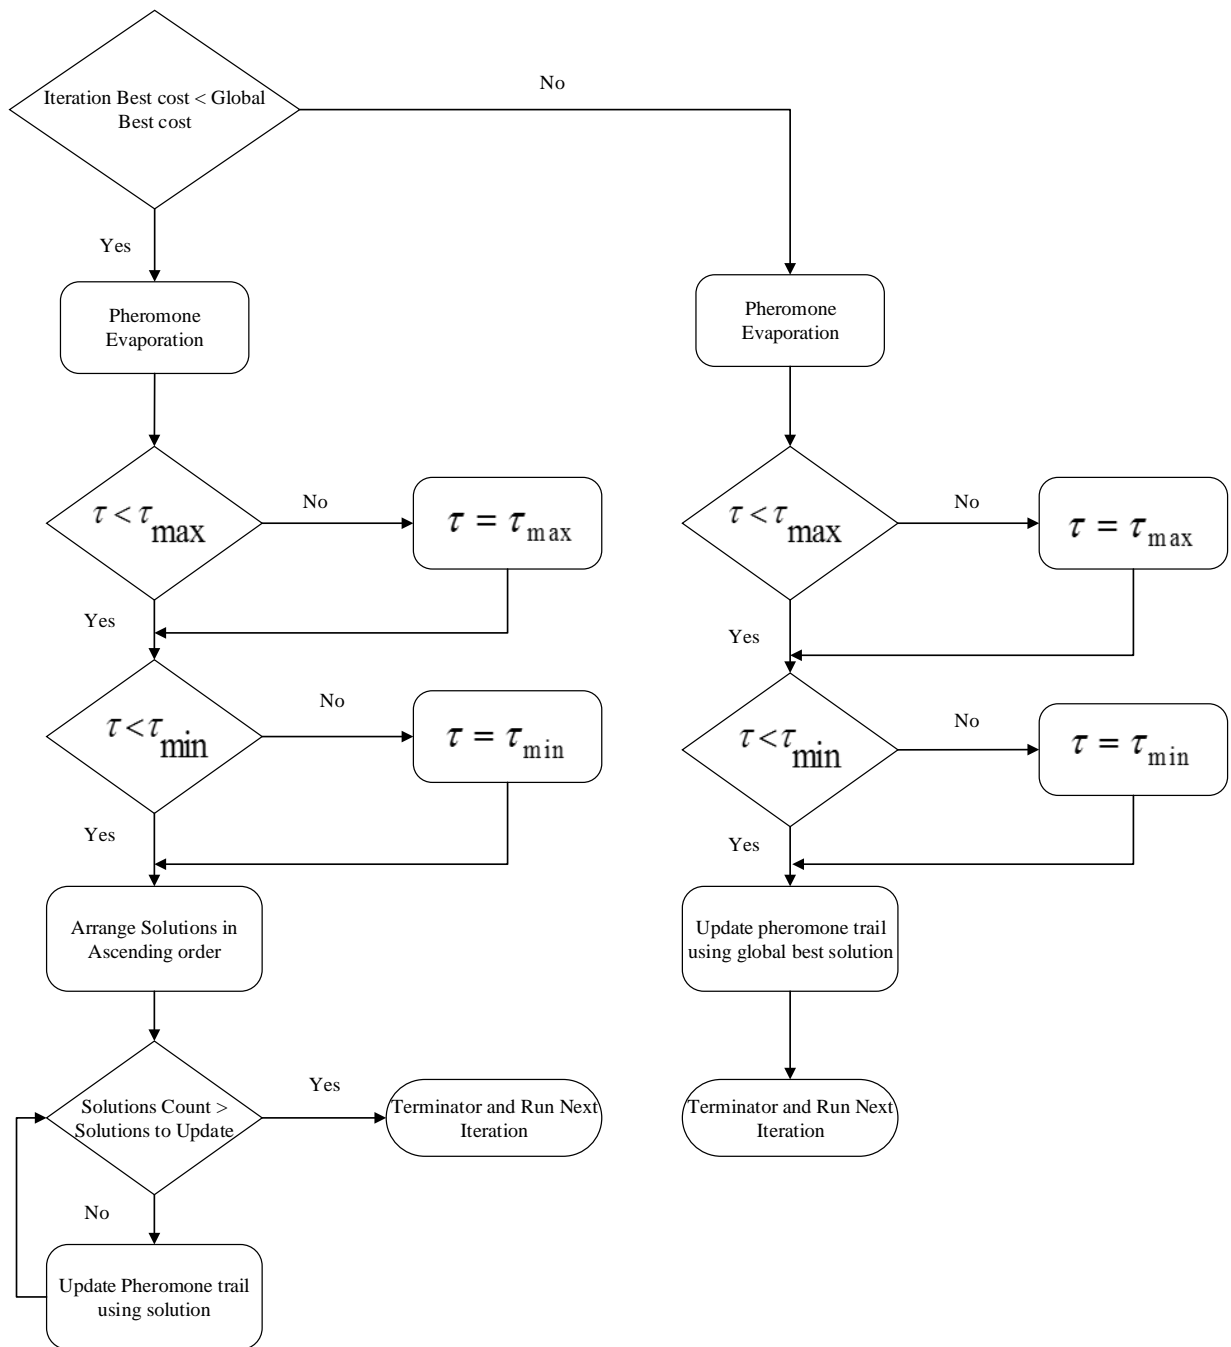 Iteration Best cost < Global
Best cost
No
Yes
Pheromone
Evaporation
Pheromone
Evaporation
τ < τmax
No
τ = τmax
τ < τmax
No
τ = τmax
Yes
Yes
τ < τmin
No
τ = τmin
τ < τmin
No
τ = τmin
Yes
Yes
Arrange Solutions in
Ascending order
Update pheromone trail
using global best solution
Solutions Count >
Solutions to Update
Yes
Terminator and Run Next
Iteration
Terminator and Run Next
Iteration
No
Update Pheromone trail
using solution